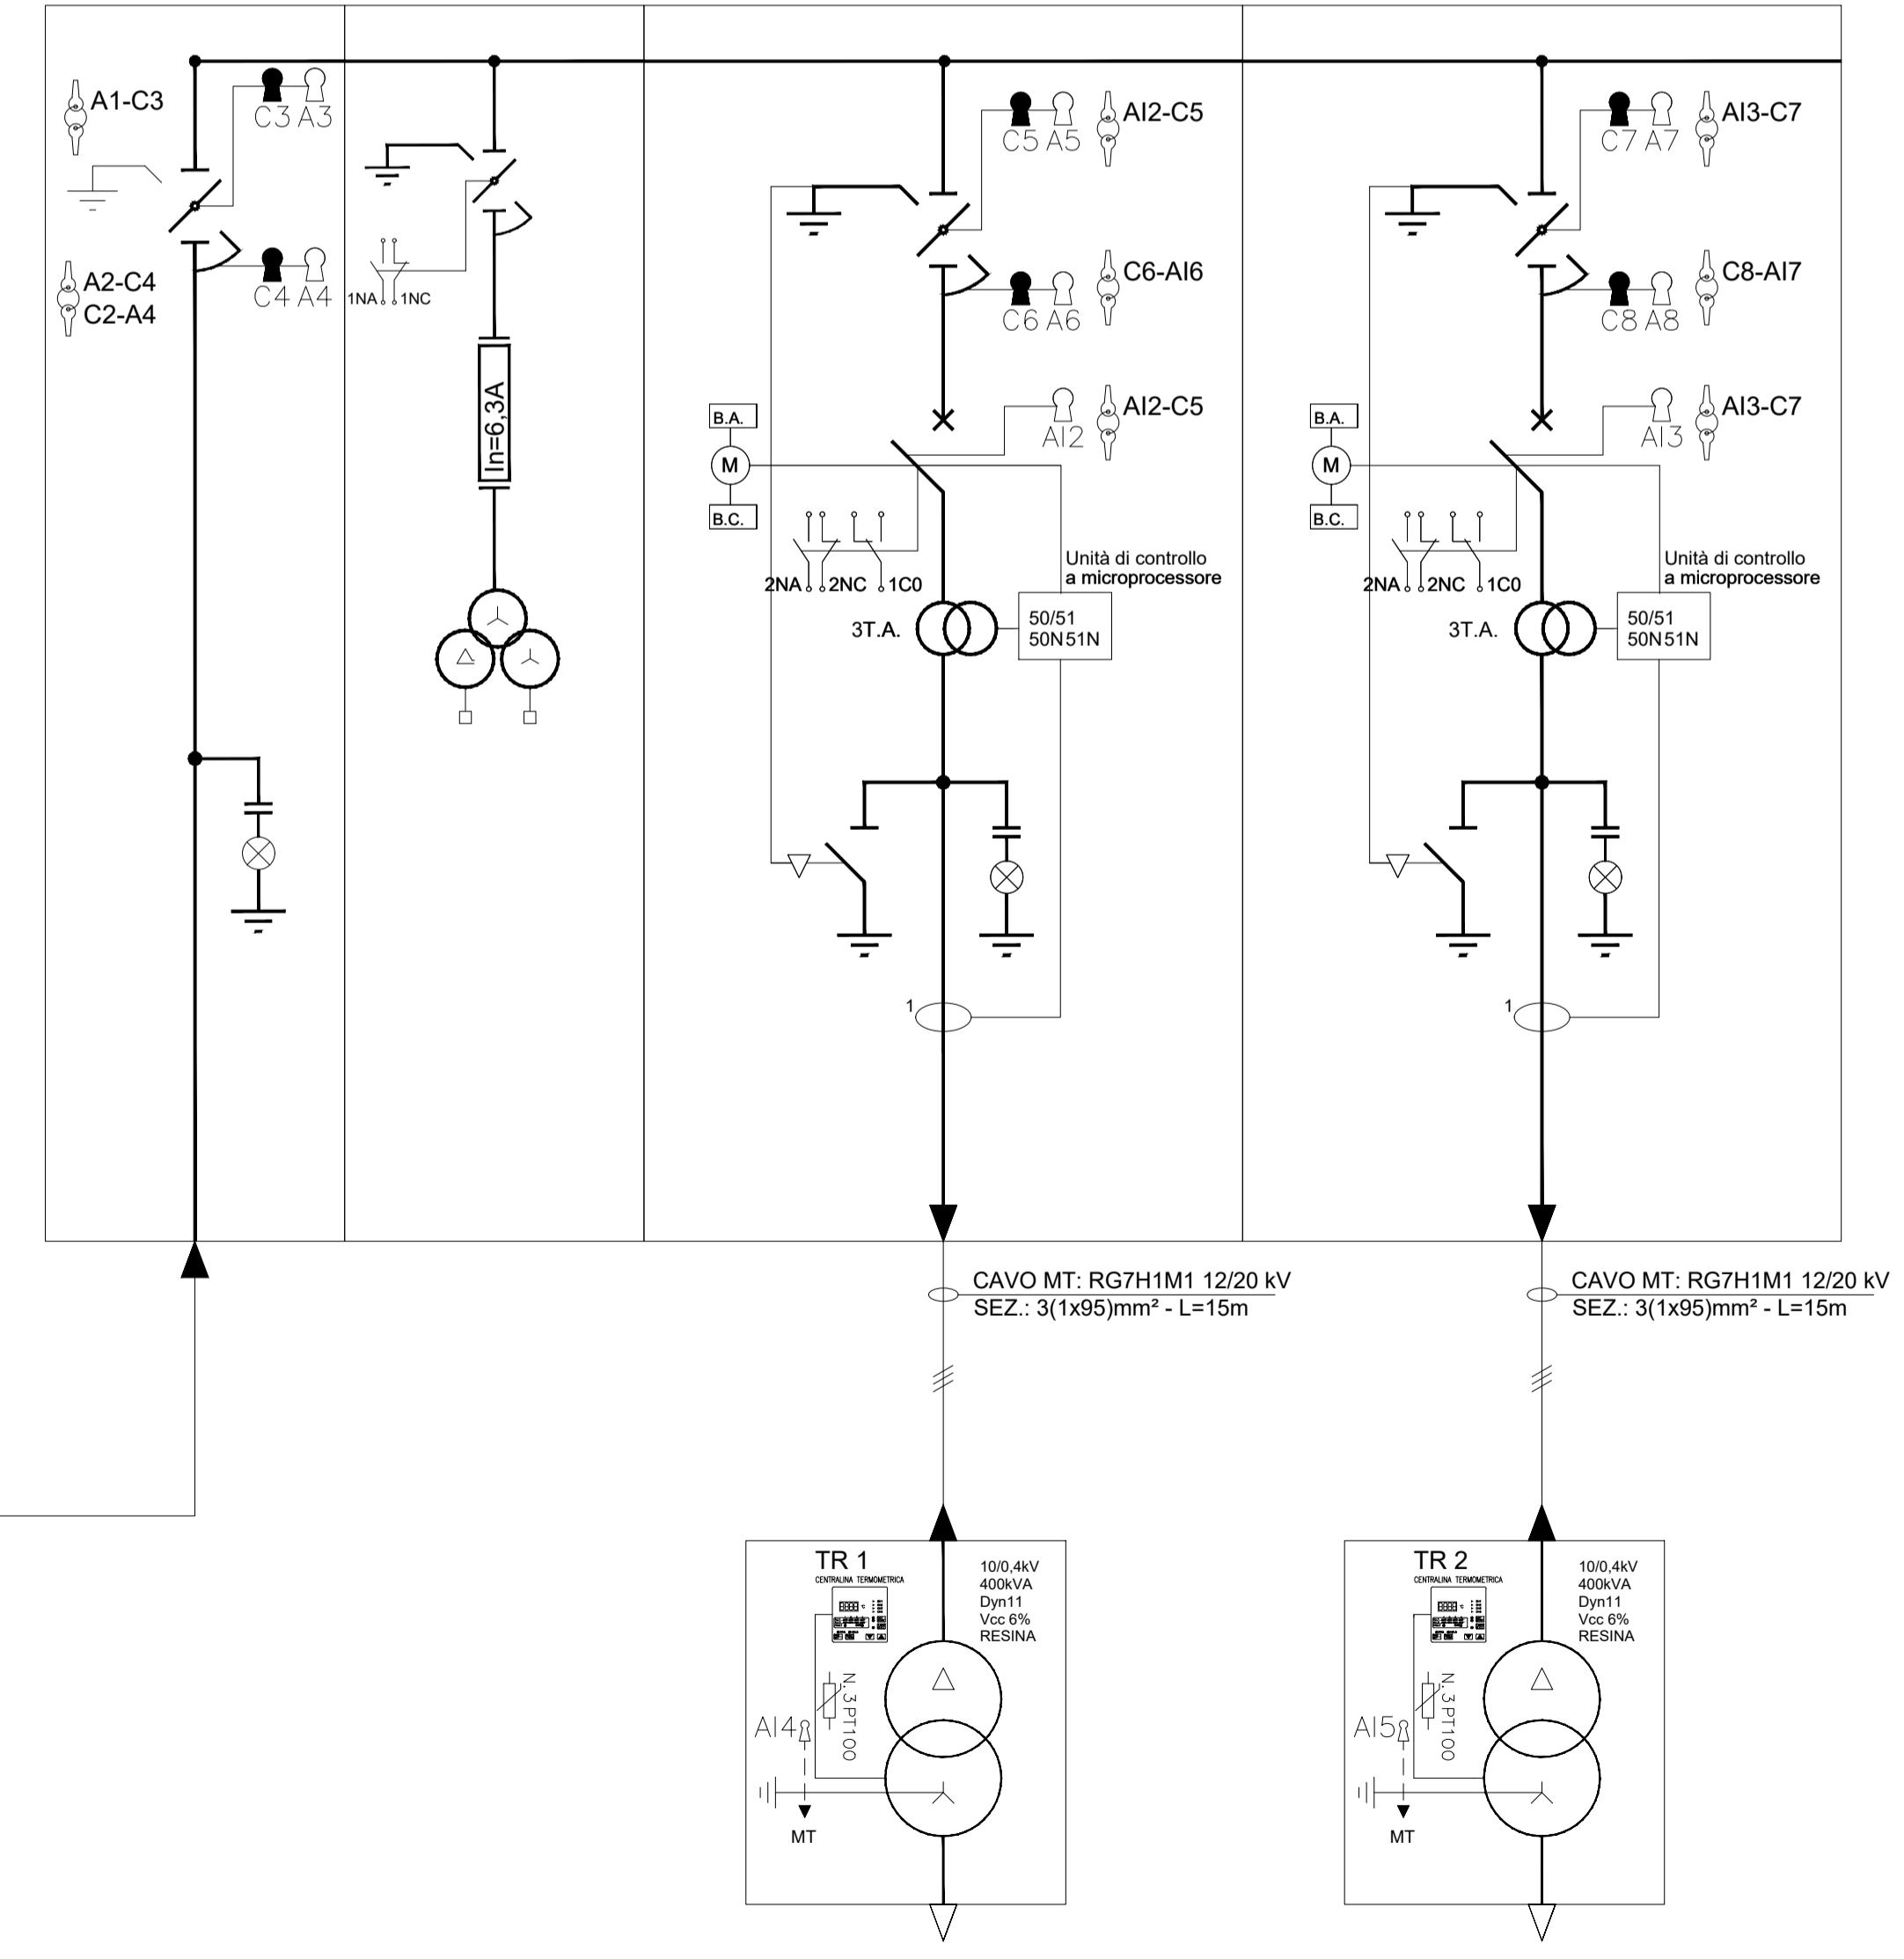 A1-C3
C3 A3
A2-C4
C2-A4
C4 A4
1NA 1NC
In=6,3A
C5 A5
AI2-C5
C6-AI6
C6 A6
AI2-C5
AI2
B.A.
M
B.C.
2NA 2NC 1C0
Unità di controllo
a microprocessore
3T.A.
50/51
50N51N
1
C7 A7
AI3-C7
C8-AI7
C8 A8
AI3-C7
AI3
B.A.
M
B.C.
2NA 2NC 1C0
Unità di controllo
a microprocessore
3T.A.
50/51
50N51N
1
CAVO MT: RG7H1M1 12/20 kV
SEZ.: 3(1x95)mm² - L=15m
CAVO MT: RG7H1M1 12/20 kV
SEZ.: 3(1x95)mm² - L=15m
TR 1
CENTRALINA TERMOMETRICA
10/0,4kV
400kVA
Dyn11
Vcc 6%
RESINA
N. 3 PT100
AI4
MT
TR 2
CENTRALINA TERMOMETRICA
10/0,4kV
400kVA
Dyn11
Vcc 6%
RESINA
N. 3 PT100
AI5
MT